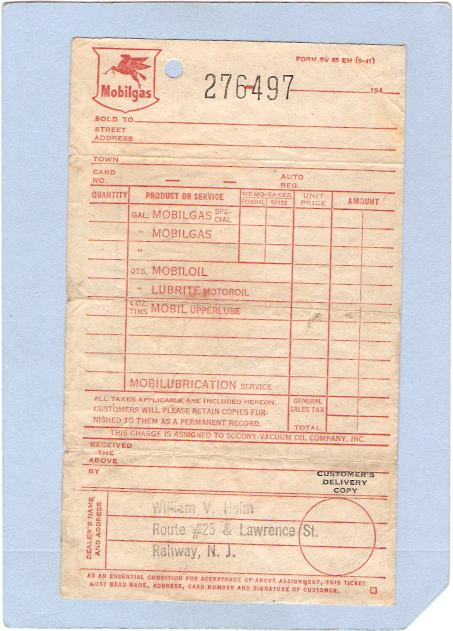 Mobilgas
FORM SV 85 EM (9-41)
276497
194
SOLD TO
STREET
ADDRESS
TOWN
CARD
NO.
AUTO
REG.
QUANTITY PRODUCT OR SERVICE MEMO-TAXES FEDERAL STATE UNIT PRICE AMOUNT
GAL. MOBILGAS SPECIAL
" MOBILGAS
"
QTS. MOBILOIL
" LUBRITE MOTOROIL
4 OZ. TINS MOBIL UPPERLUBE
MOBILUBRICATION SERVICE
ALL TAXES APPLICABLE ARE INCLUDED HEREON.
CUSTOMERS WILL PLEASE RETAIN COPIES FUR-
NISHED TO THEM AS A PERMANENT RECORD.
GENERAL
SALES TAX
TOTAL
THIS CHARGE IS ASSIGNED TO SOCONY-VACUUM OIL COMPANY, INC.
RECEIVED
THE
ABOVE
BY
CUSTOMER'S
DELIVERY
COPY
DEALER'S NAME
AND ADDRESS
William V. Heim
Route #25 & Lawrence St.
Rahway, N. J.
AS AN ESSENTIAL CONDITION FOR ACCEPTANCE OF ABOVE ASSIGNMENT, THIS TICKET
MUST BEAR NAME, ADDRESS, CARD NUMBER AND SIGNATURE OF CUSTOMER.